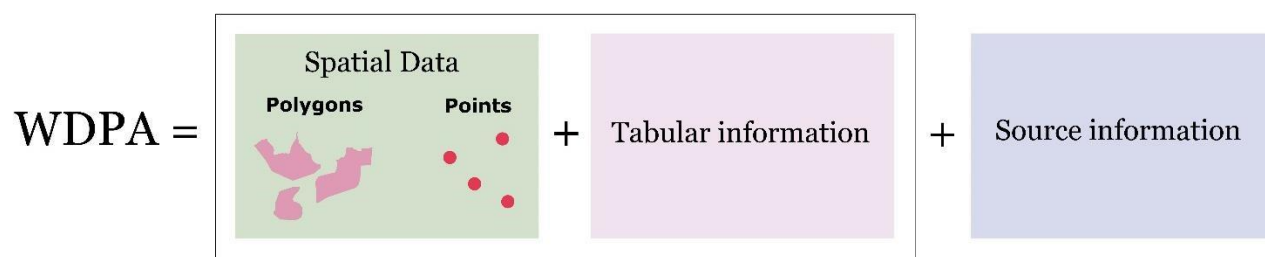 Spatial Data
Polygons Points
WDPA = + Tabular information + Source information